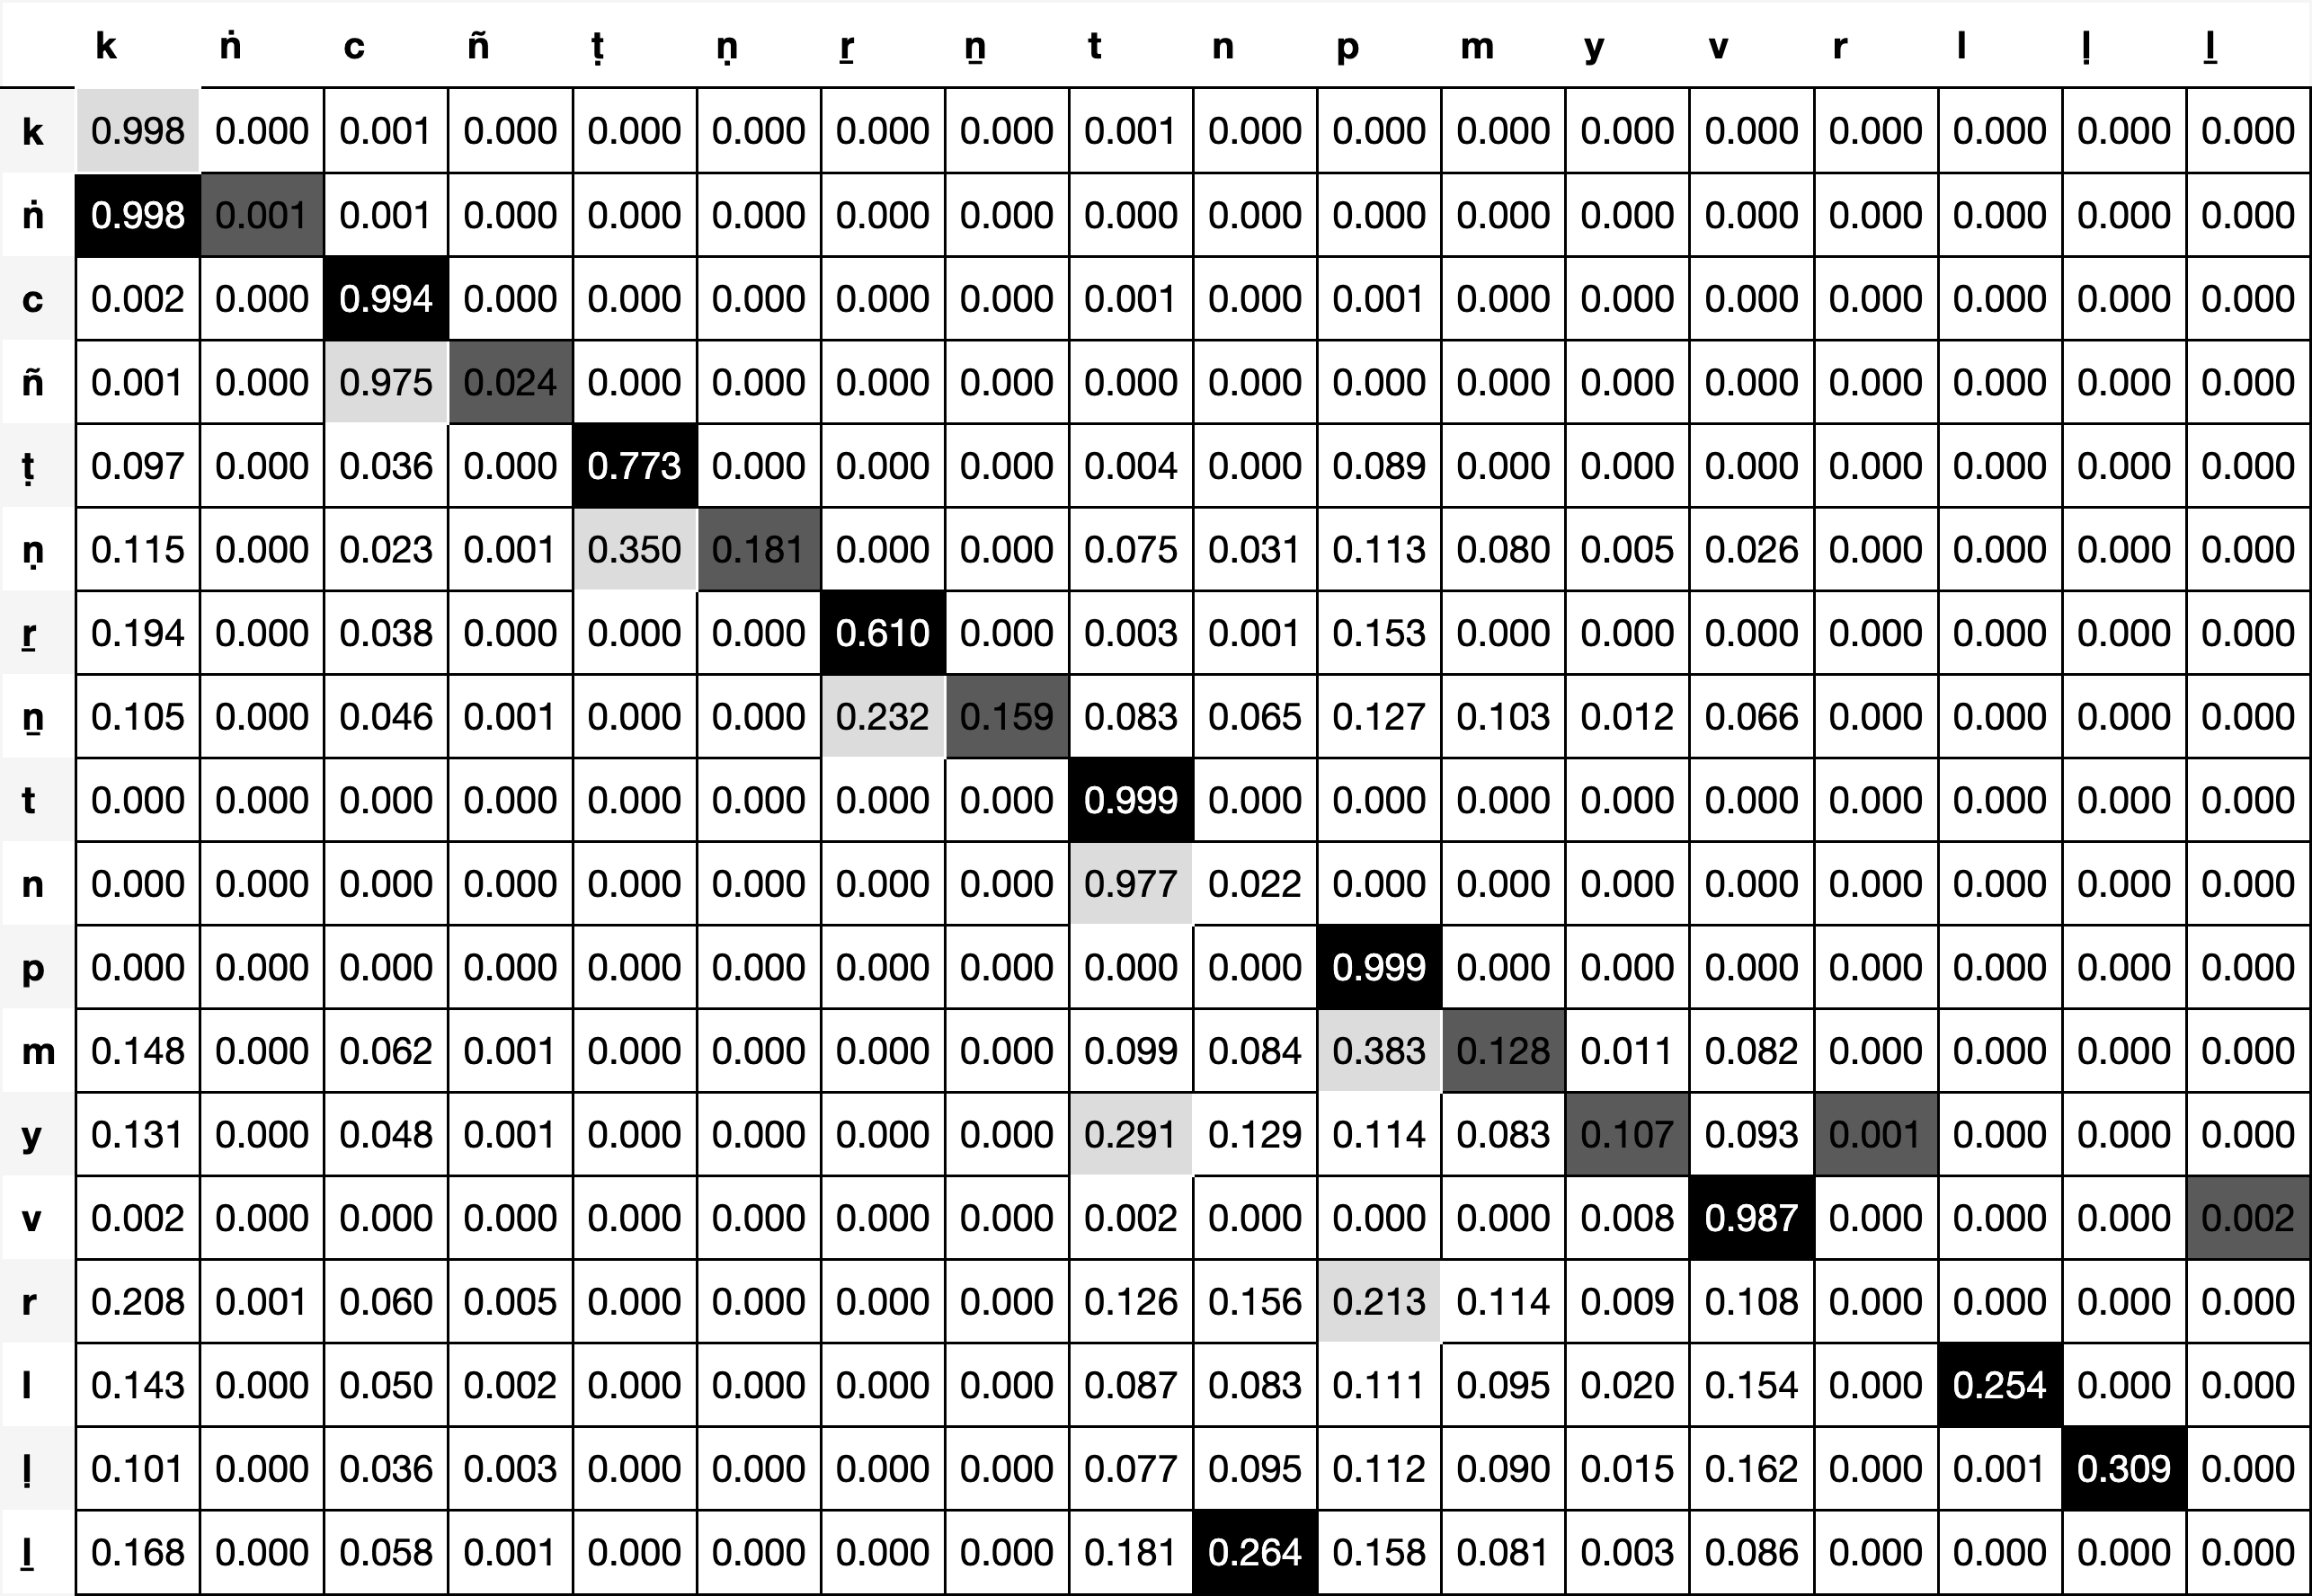 k ṅ c ñ ṭ ṇ ṟ ṉ t n p m y v r l ḷ ḻ
k 0.998 0.000 0.001 0.000 0.000 0.000 0.000 0.000 0.001 0.000 0.000 0.000 0.000 0.000 0.000 0.000 0.000 0.000
ṅ 0.998 0.001 0.001 0.000 0.000 0.000 0.000 0.000 0.000 0.000 0.000 0.000 0.000 0.000 0.000 0.000 0.000 0.000
c 0.002 0.000 0.994 0.000 0.000 0.000 0.000 0.000 0.001 0.000 0.001 0.000 0.000 0.000 0.000 0.000 0.000 0.000
ñ 0.001 0.000 0.975 0.024 0.000 0.000 0.000 0.000 0.000 0.000 0.000 0.000 0.000 0.000 0.000 0.000 0.000 0.000
ṭ 0.097 0.000 0.036 0.000 0.773 0.000 0.000 0.000 0.004 0.000 0.089 0.000 0.000 0.000 0.000 0.000 0.000 0.000
ṇ 0.115 0.000 0.023 0.001 0.350 0.181 0.000 0.000 0.075 0.031 0.113 0.080 0.005 0.026 0.000 0.000 0.000 0.000
ṟ 0.194 0.000 0.038 0.000 0.000 0.000 0.610 0.000 0.003 0.001 0.153 0.000 0.000 0.000 0.000 0.000 0.000 0.000
ṉ 0.105 0.000 0.046 0.001 0.000 0.000 0.232 0.159 0.083 0.065 0.127 0.103 0.012 0.066 0.000 0.000 0.000 0.000
t 0.000 0.000 0.000 0.000 0.000 0.000 0.000 0.000 0.999 0.000 0.000 0.000 0.000 0.000 0.000 0.000 0.000 0.000
n 0.000 0.000 0.000 0.000 0.000 0.000 0.000 0.000 0.977 0.022 0.000 0.000 0.000 0.000 0.000 0.000 0.000 0.000
p 0.000 0.000 0.000 0.000 0.000 0.000 0.000 0.000 0.000 0.000 0.999 0.000 0.000 0.000 0.000 0.000 0.000 0.000
m 0.148 0.000 0.062 0.001 0.000 0.000 0.000 0.000 0.099 0.084 0.383 0.128 0.011 0.082 0.000 0.000 0.000 0.000
y 0.131 0.000 0.048 0.001 0.000 0.000 0.000 0.000 0.291 0.129 0.114 0.083 0.107 0.093 0.001 0.000 0.000 0.000
v 0.002 0.000 0.000 0.000 0.000 0.000 0.000 0.000 0.002 0.000 0.000 0.000 0.008 0.987 0.000 0.000 0.000 0.002
r 0.208 0.001 0.060 0.005 0.000 0.000 0.000 0.000 0.126 0.156 0.213 0.114 0.009 0.108 0.000 0.000 0.000 0.000
l 0.143 0.000 0.050 0.002 0.000 0.000 0.000 0.000 0.087 0.083 0.111 0.095 0.020 0.154 0.000 0.254 0.000 0.000
ḷ 0.101 0.000 0.036 0.003 0.000 0.000 0.000 0.000 0.077 0.095 0.112 0.090 0.015 0.162 0.000 0.001 0.309 0.000
ḻ 0.168 0.000 0.058 0.001 0.000 0.000 0.000 0.000 0.181 0.264 0.158 0.081 0.003 0.086 0.000 0.000 0.000 0.000